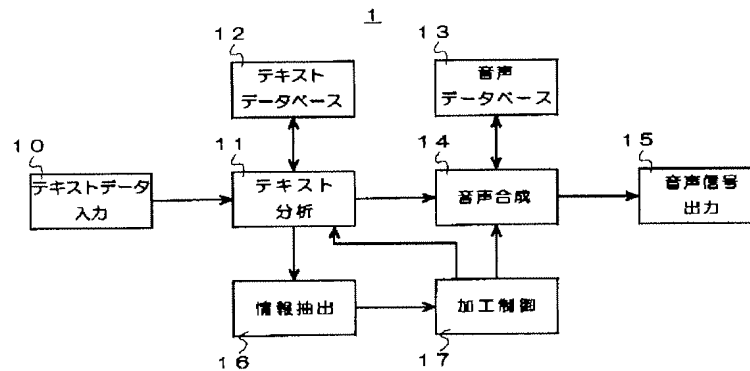 1
12
テキスト
データベース
13
音声
データベース
10
テキストデータ
入力
11
テキスト
分析
14
音声合成
15
音声信号
出力
情報抽出
16
加工制御
17